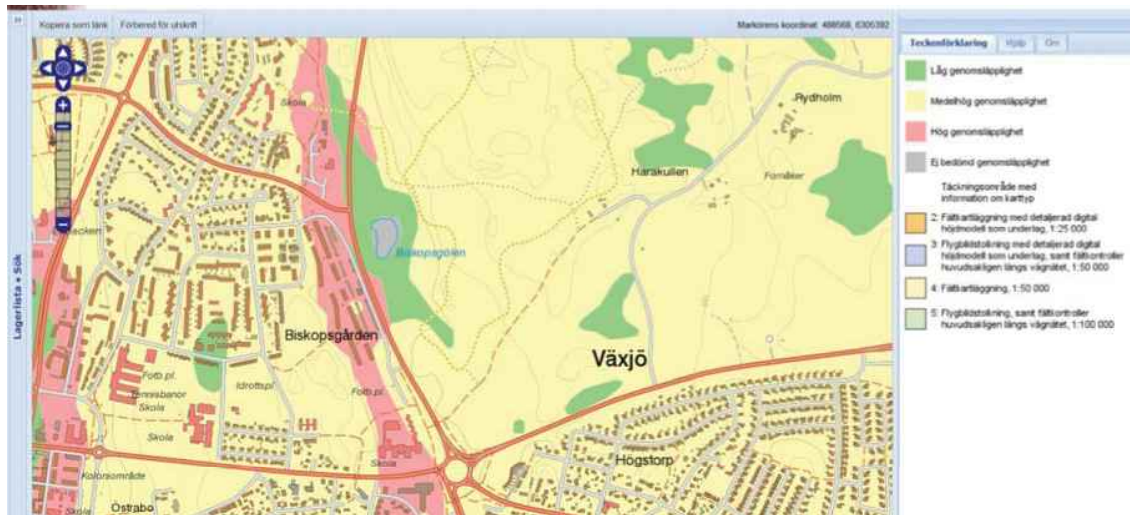 Kopera som länk
Förbered för utskrift
Markörens koordinat: 488568, 6305392
Lagerlista + Sök
Teckenförklaring
Hjälp
Om
Låg genomsläpplighet
Medelhög genomsläpplighet
Hög genomsläpplighet
Ej bedömd genomsläpplighet
Täckningsområde med
information om karttyp
2: Fältkartläggning med detaljerad digital
höjdmodell som underlag, 1:25 000
3: Flygbildstolkning med detaljerad digital
höjdmodell som underlag, samt fältkontroller
huvudsakligen längs vägnätet, 1:50 000
4: Fältkartläggning, 1:50 000
5: Flygbildstolkning, samt fältkontroller
huvudsakligen längs vägnätet, 1:100 000
Skola
Rydholm
Harakullen
Fornåker
Biskopsgölen
Biskopsgården
Växjö
Fotb.pl.
Idrottspl
Fotb.pl.
Tennisbanor
Skola
Skola
Skola
Högstorp
Koloniområde
Östrabo
Skola